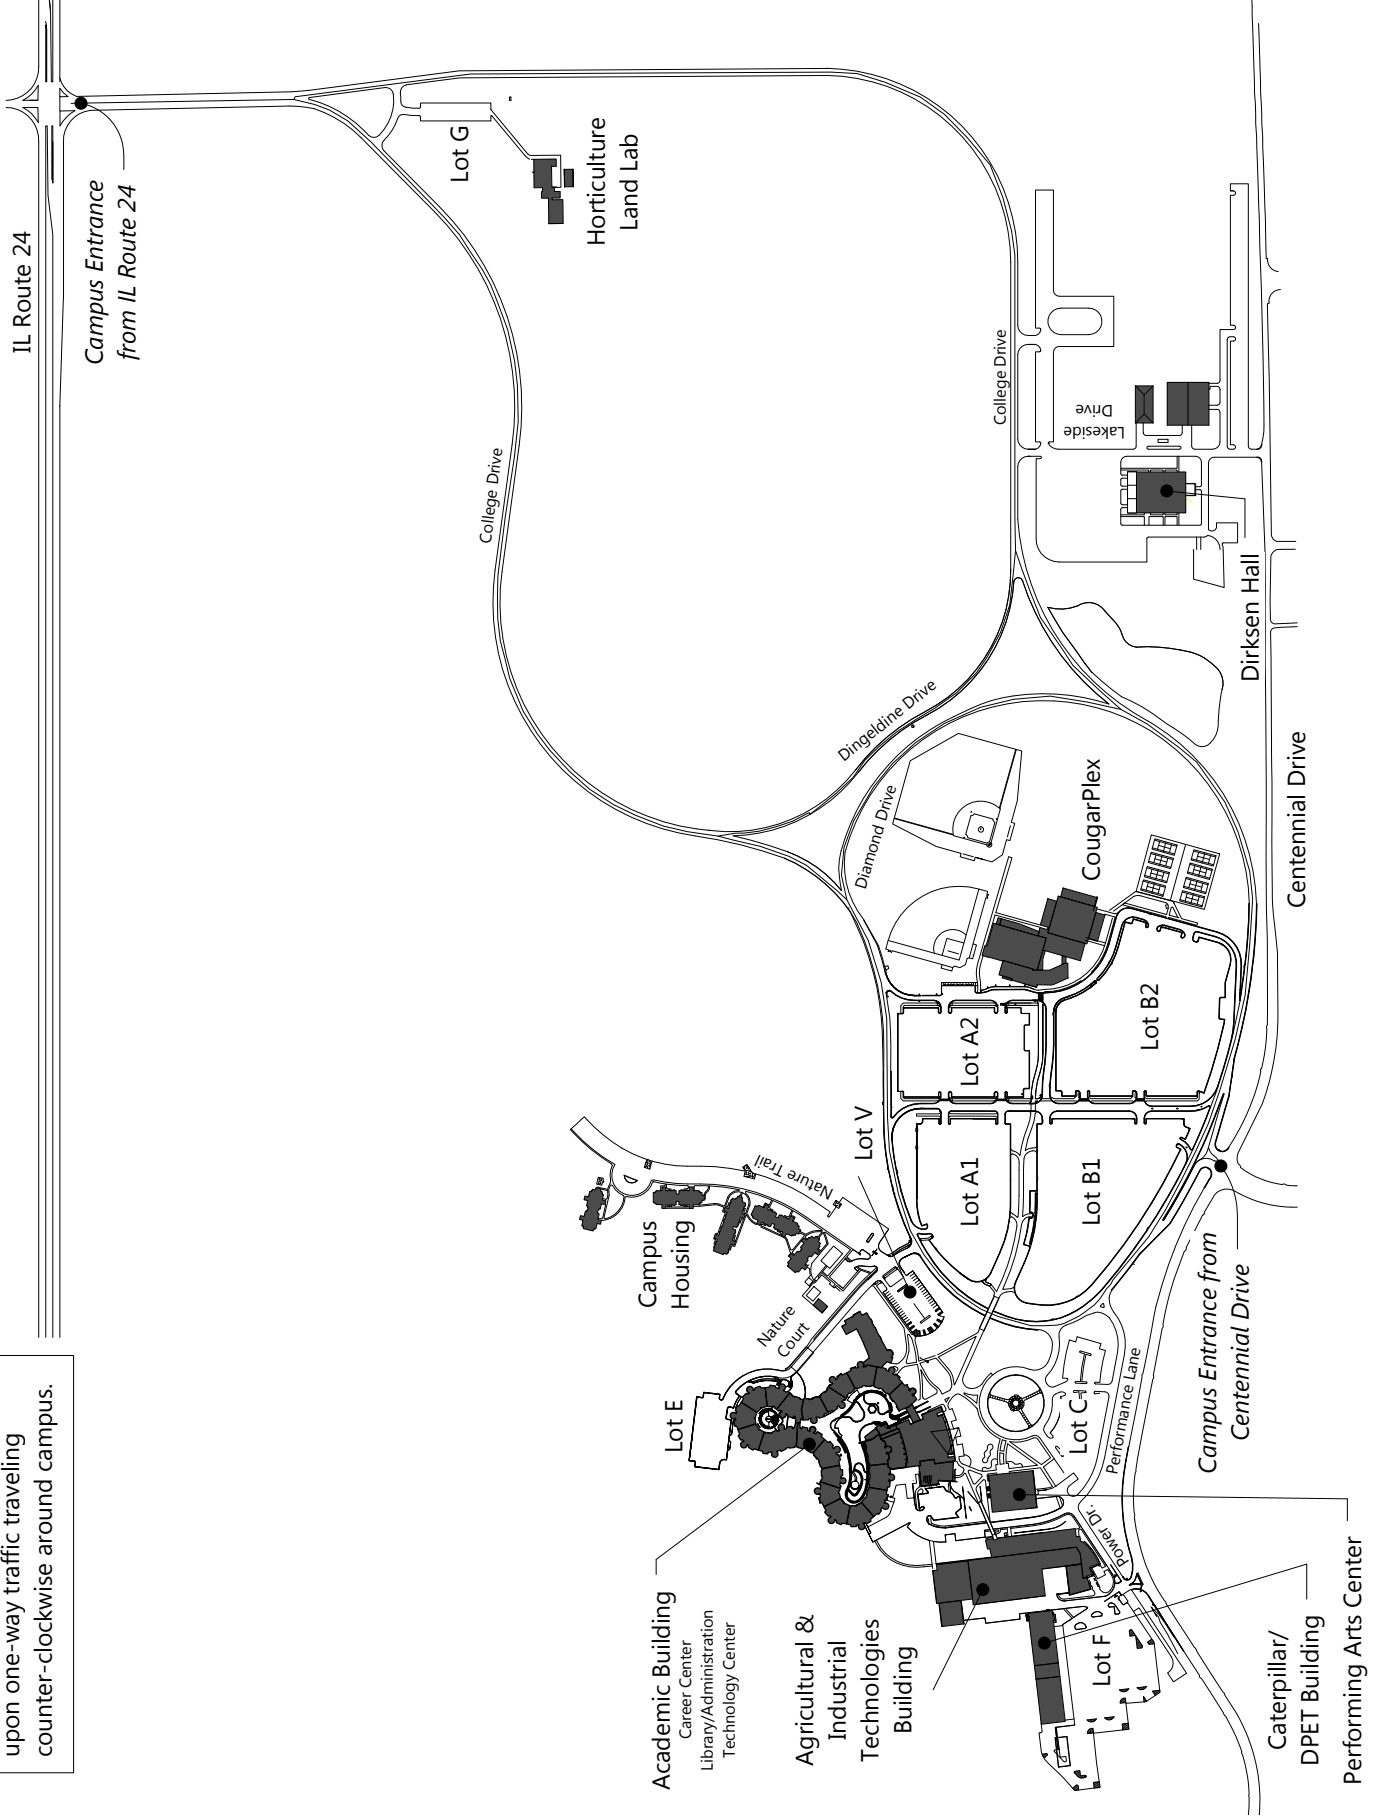 upon one-way traffic traveling
counter-clockwise around campus.
IL Route 24
Campus Entrance
from IL Route 24
Lot G
Horticulture
Land Lab
College Drive
College Drive
Lakeside
Drive
Dirksen Hall
Dingeldine Drive
Diamond Drive
CougarPlex
Centennial Drive
Lot A2
Lot B2
Lot V
Nature Trail
Lot A1
Lot B1
Campus
Housing
Nature
Court
Campus Entrance from
Centennial Drive
Lot E
Lot C
Performance Lane
Power Dr.
Academic Building
Career Center
Library/Administration
Technology Center
Agricultural &
Industrial
Technologies
Building
Lot F
Caterpillar/
DPET Building
Performing Arts Center